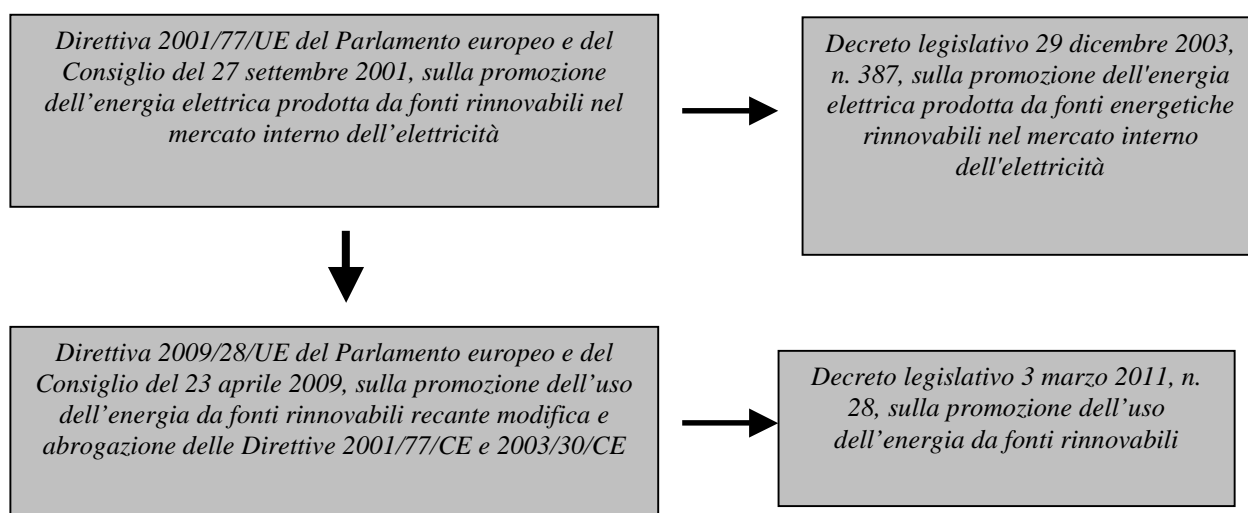 Direttiva 2001/77/UE del Parlamento europeo e del
Consiglio del 27 settembre 2001, sulla promozione
dell’energia elettrica prodotta da fonti rinnovabili nel
mercato interno dell’elettricità
Decreto legislativo 29 dicembre 2003,
n. 387, sulla promozione dell'energia
elettrica prodotta da fonti energetiche
rinnovabili nel mercato interno
dell'elettricità
Direttiva 2009/28/UE del Parlamento europeo e del
Consiglio del 23 aprile 2009, sulla promozione dell’uso
dell’energia da fonti rinnovabili recante modifica e
abrogazione delle Direttive 2001/77/CE e 2003/30/CE
Decreto legislativo 3 marzo 2011, n.
28, sulla promozione dell’uso
dell’energia da fonti rinnovabili